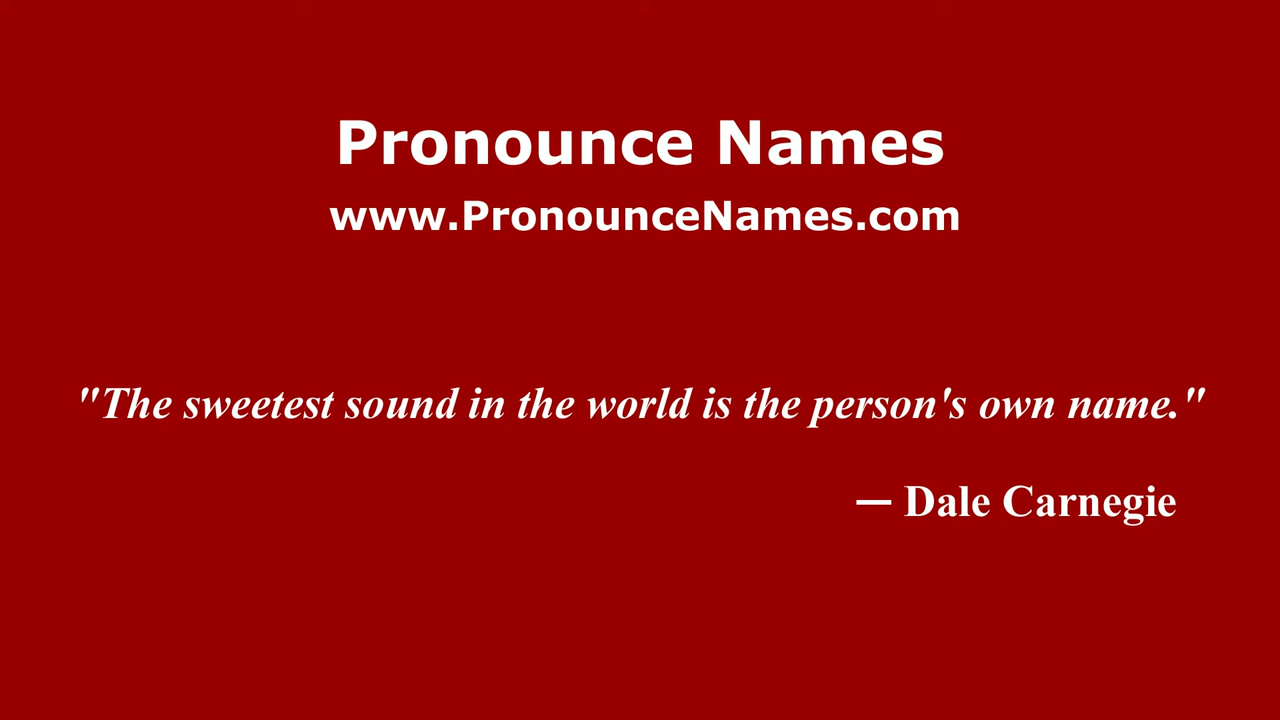 Pronounce Names
www.PronounceNames.com
"The sweetest sound in the world is the person's own name."
— Dale Carnegie